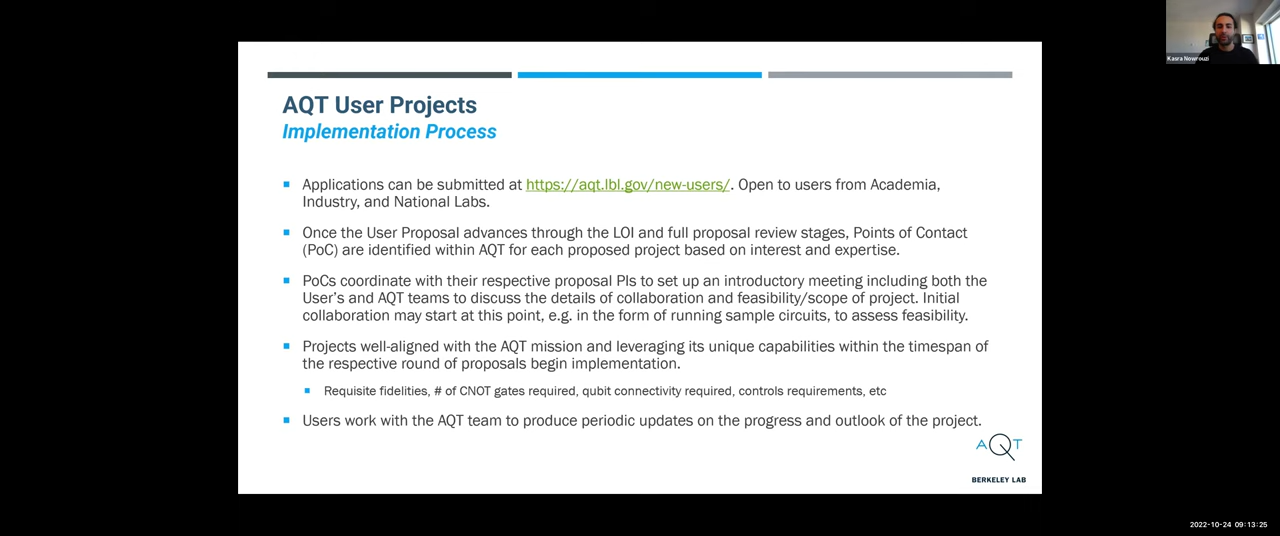 Kasra Nowrouzi
AQT User Projects
Implementation Process
Applications can be submitted at https://aqt.lbl.gov/new-users/. Open to users from Academia,
Industry, and National Labs.
Once the User Proposal advances through the LOI and full proposal review stages, Points of Contact
(PoC) are identified within AQT for each proposed project based on interest and expertise.
PoCs coordinate with their respective proposal PIs to set up an introductory meeting including both the
User's and AQT teams to discuss the details of collaboration and feasibility/scope of project. Initial
collaboration may start at this point, e.g. in the form of running sample circuits, to assess feasibility.
Projects well-aligned with the AQT mission and leveraging its unique capabilities within the timespan of
the respective round of proposals begin implementation.
Requisite fidelities, # of CNOT gates required, qubit connectivity required, controls requirements, etc
Users work with the AQT team to produce periodic updates on the progress and outlook of the project.
AQT
BERKELEY LAB
2022-10-24 09:13:25